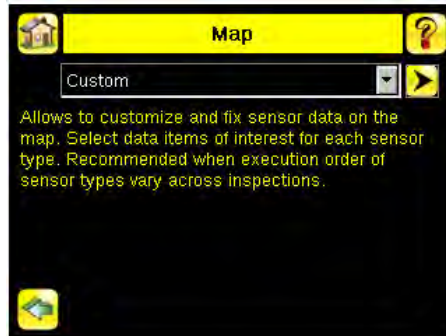 Map
?
Custom
Allows to customize and fix sensor data on the
map. Select data items of interest for each sensor
type. Recommended when execution order of
sensor types vary across inspections.